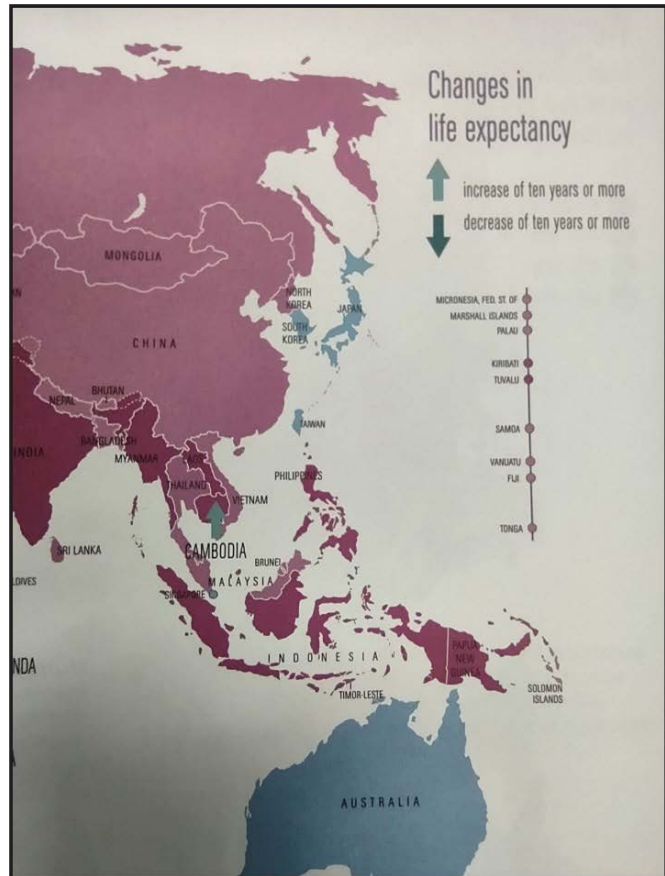 Changes in
life expectancy
increase of ten years or more
decrease of ten years or more
MONGOLIA
NORTH
KOREA
JAPAN
SOUTH
KOREA
CHINA
MICRONESIA, FED. ST. OF
MARSHALL ISLANDS
PALAU
KIRIBATI
TUVALU
SAMOA
VANUATU
FIJI
TONGA
NEPAL
BHUTAN
BANGLADESH
INDIA
MYANMAR
LAOS
TAIWAN
THAILAND
VIETNAM
PHILIPPINES
CAMBODIA
SRI LANKA
BRUNEI
MALAYSIA
LDIVES
SINGAPORE
INDONESIA
PAPUA
NEW
GUINEA
NDA
TIMOR-LESTE
SOLOMON
ISLANDS
AUSTRALIA